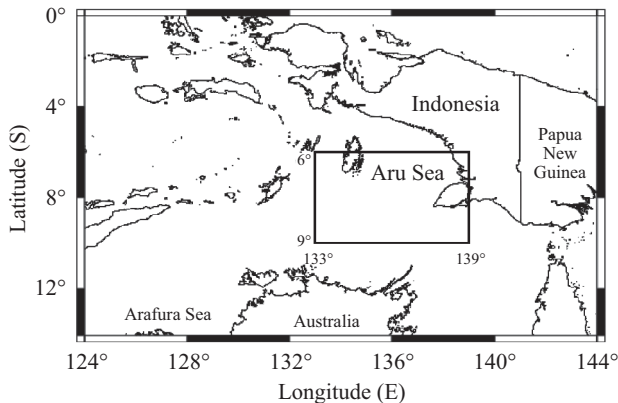 0°
4°
Indonesia
Papua
New
Guinea
6°
Aru Sea
8°
9°
133°
139°
12°
Arafura Sea
Australia
124°
128°
132°
136°
140°
144°
Longitude (E)
Latitude (S)